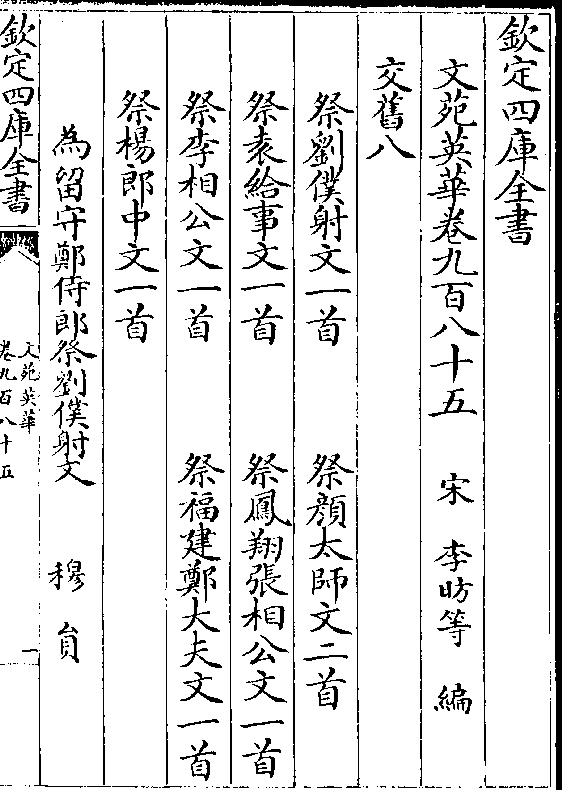 欽定四庫全書
文苑英華卷九百八十五 宋 李昉等 編
交舊八
祭劉僕射文一首 祭顔太師文二首
祭袁給事文一首 祭鳳翔張相公文一首
祭李相公文一首 祭福建鄭大夫文一首
祭楊郎中文一首
為留守鄭侍郎祭劉僕射文 穆員
欽定四庫全書
文苑英華
卷九百八十五
一